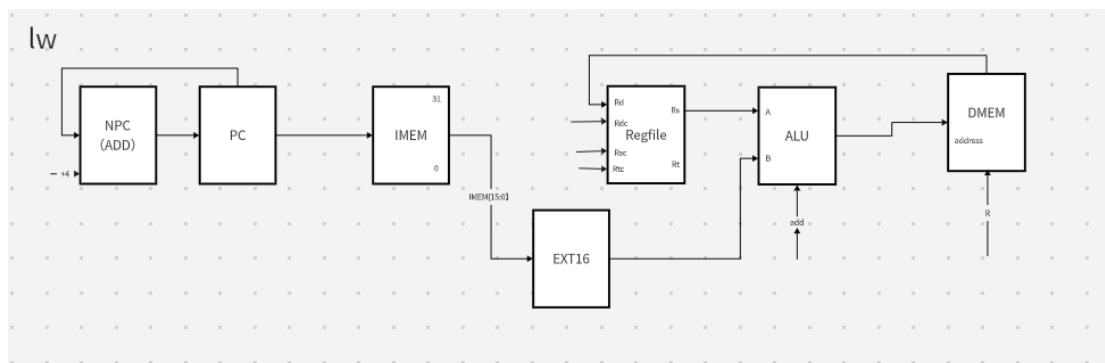 lw
NPC
（ADD）
+4
PC
31
IMEM
0
IMEM[15:0]
EXT16
Rd
Rdc
Regfile
Rsc
Rtc
Rs
Rt
A
ALU
B
add
DMEM
address
R